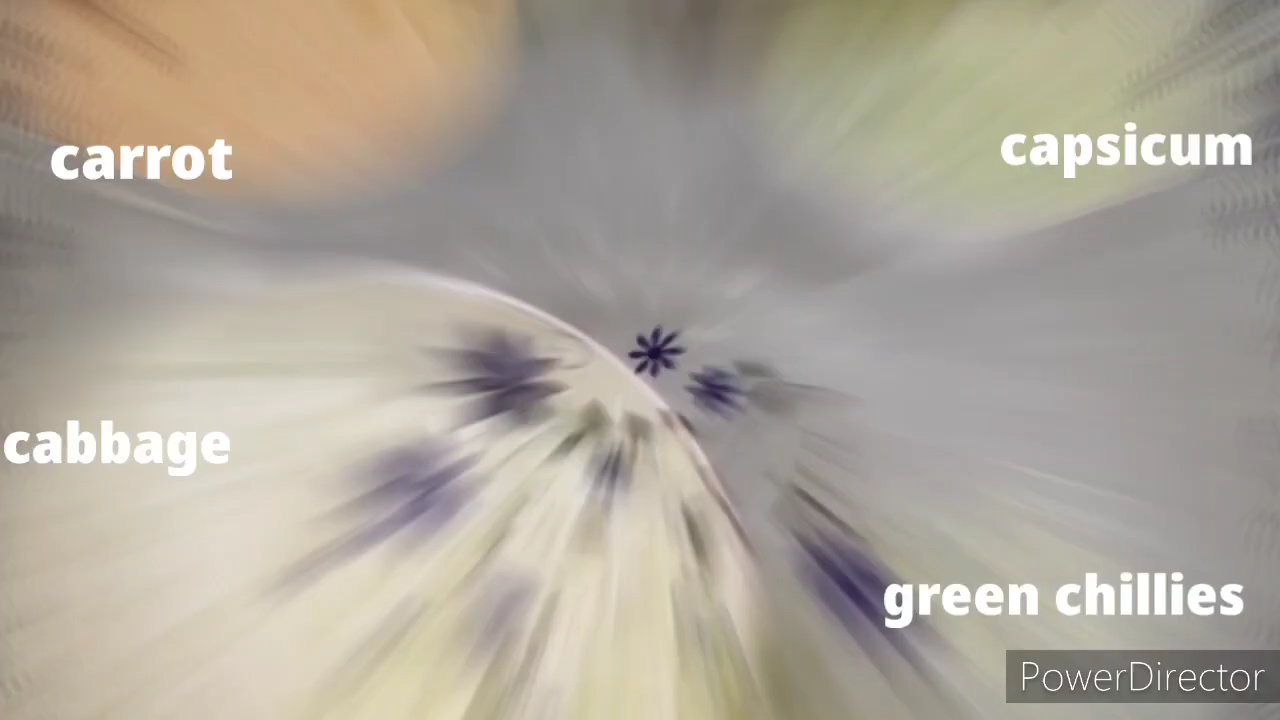 carrot
capsicum
cabbage
green chillies
PowerDirector